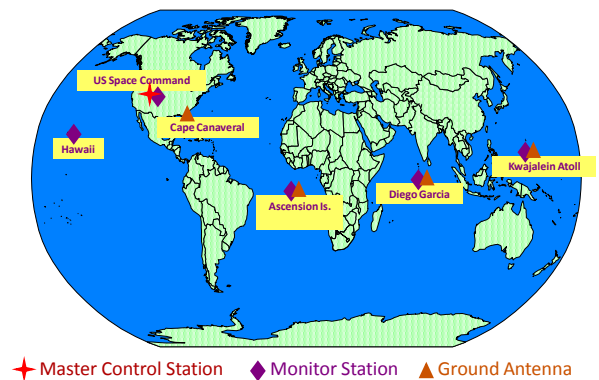 US Space Command
Cape Canaveral
Hawaii
Kwajalein Atoll
Diego Garcia
Ascension Is.
Master Control Station
Monitor Station
Ground Antenna